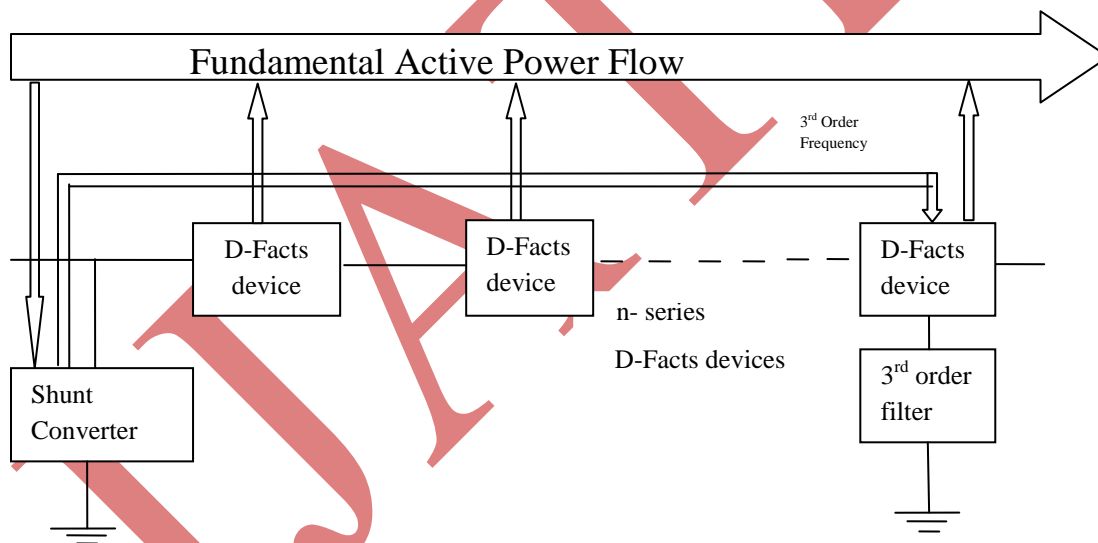 Fundamental Active Power Flow
3rd Order
Frequency
D-Facts
device
D-Facts
device
D-Facts
device
n- series
D-Facts devices
Shunt
Converter
3rd order
filter